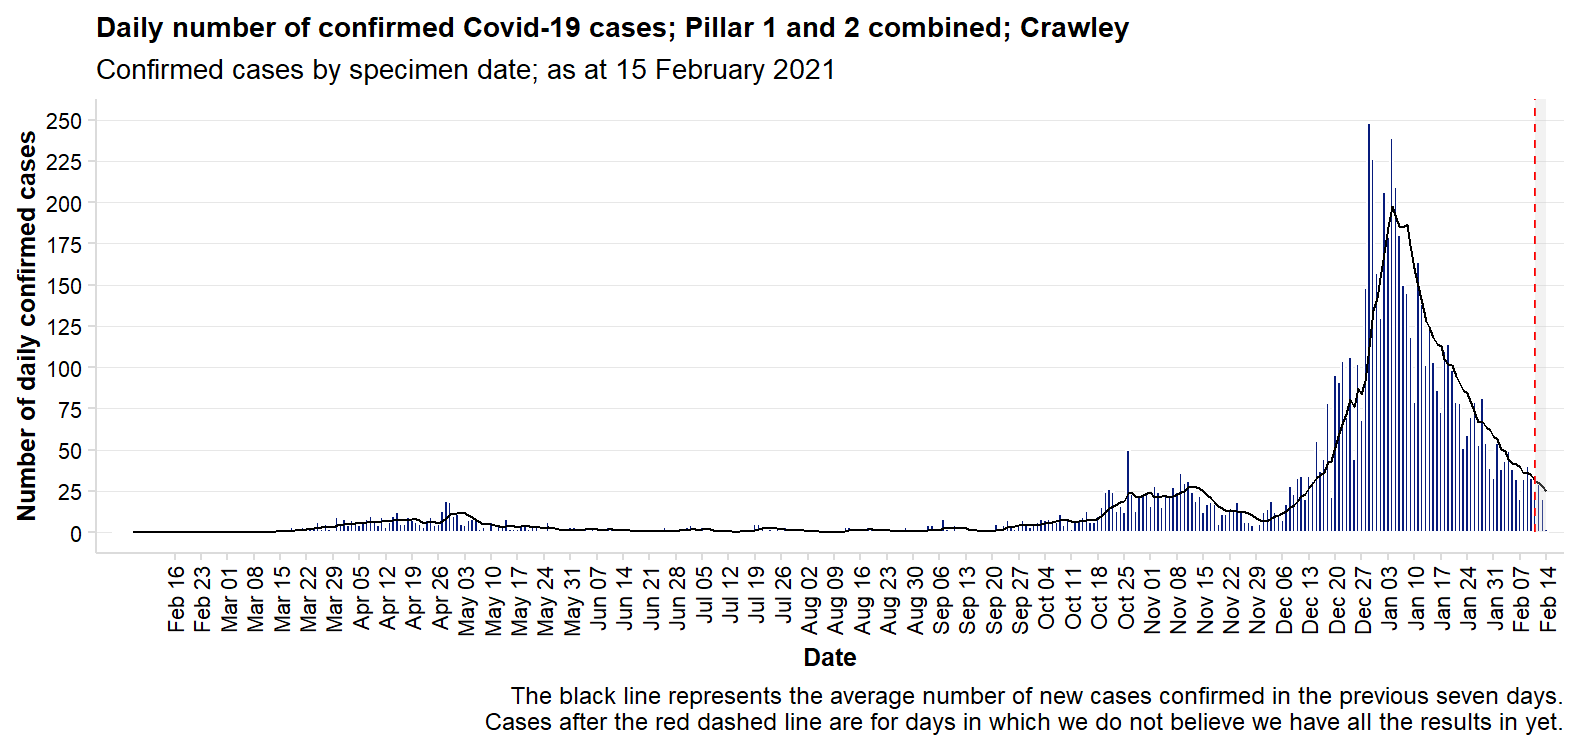 Daily number of confirmed Covid-19 cases; Pillar 1 and 2 combined; Crawley
Confirmed cases by specimen date; as at 15 February 2021
Number of daily confirmed cases
250
225
200
175
150
125
100
75
50
25
0
Feb 16
Feb 23
Mar 01
Mar 08
Mar 15
Mar 22
Mar 29
Apr 05
Apr 12
Apr 19
Apr 26
May 03
May 10
May 17
May 24
May 31
Jun 07
Jun 14
Jun 21
Jun 28
Jul 05
Jul 12
Jul 19
Jul 26
Aug 02
Aug 09
Aug 16
Aug 23
Aug 30
Sep 06
Sep 13
Sep 20
Sep 27
Oct 04
Oct 11
Oct 18
Oct 25
Nov 01
Nov 08
Nov 15
Nov 22
Nov 29
Dec 06
Dec 13
Dec 20
Dec 27
Jan 03
Jan 10
Jan 17
Jan 24
Jan 31
Feb 07
Feb 14
Date
The black line represents the average number of new cases confirmed in the previous seven days.
Cases after the red dashed line are for days in which we do not believe we have all the results in yet.